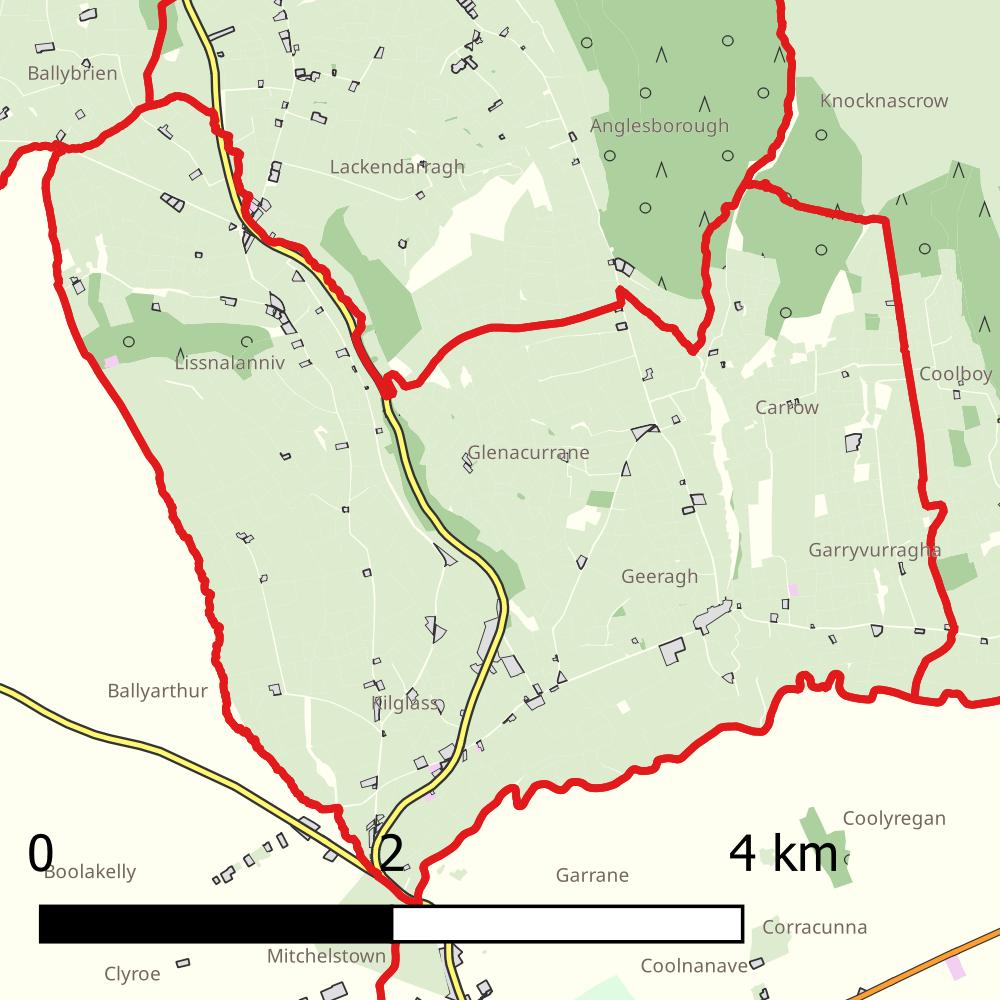 Ballybrien
Knocknascrow
Anglesborough
Lackendarragh
Lissnalanniv
Coolboy
Carrow
Glenacurrane
Garryvurragha
Geeragh
Ballyarthur
Kilglass
Coolyregan
0 2 4 km
Boolakelly
Garrane
Corracunna
Mitchelstown
Coolnanave
Clyroe